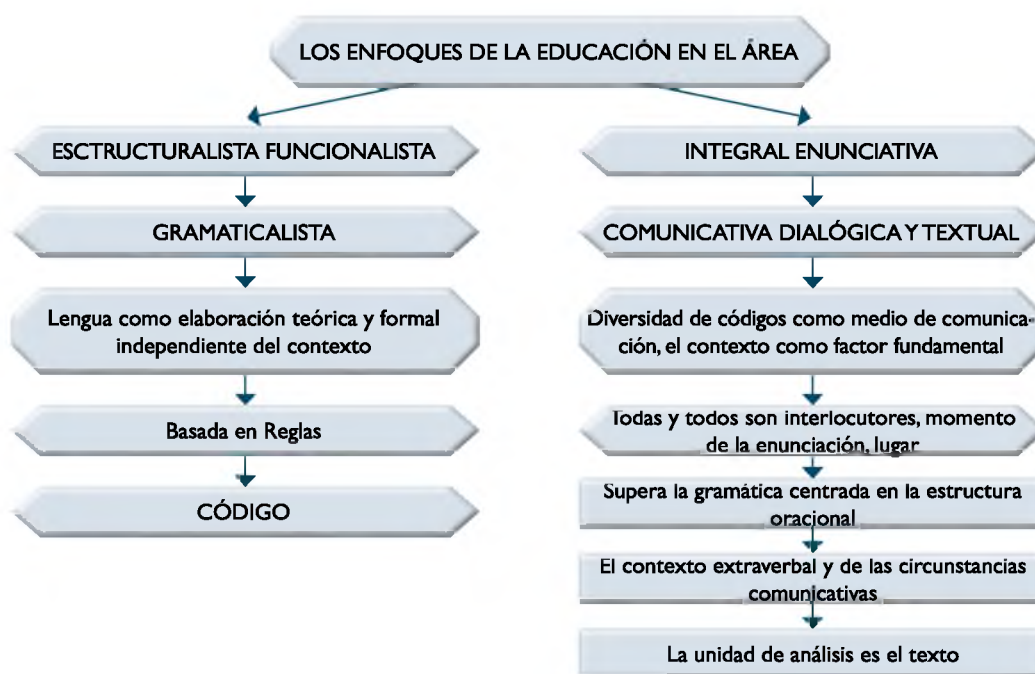 LOS ENFOQUES DE LA EDUCACIÓN EN EL ÁREA
ESCTRUCTURALISTA FUNCIONALISTA
GRAMATICALISTA
Lengua como elaboración teórica y formal
independiente del contexto
Basada en Reglas
CÓDIGO
INTEGRAL ENUNCIATIVA
COMUNICATIVA DIALÓGICA Y TEXTUAL
Diversidad de códigos como medio de comunica-
ción, el contexto como factor fundamental
Todas y todos son interlocutores, momento
de la enunciación, lugar
Supera la gramática centrada en la estructura
oracional
El contexto extraverbal y de las circunstancias
comunicativas
La unidad de análisis es el texto